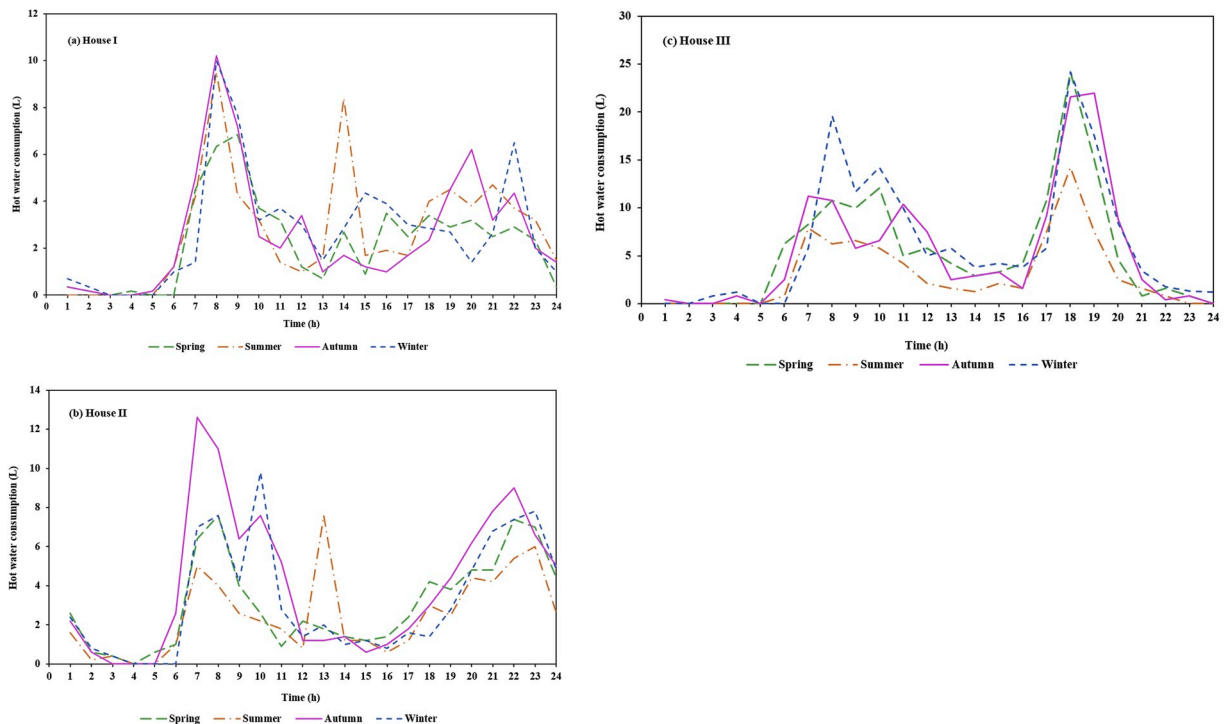 (a) House I
Hot water consumption (L)
12
10
8
6
4
2
0
0 1 2 3 4 5 6 7 8 9 10 11 12 13 14 15 16 17 18 19 20 21 22 23 24
Time (h)
Spring Summer Autumn Winter
(b) House II
Hot water consumption (L)
14
12
10
8
6
4
2
0
0 1 2 3 4 5 6 7 8 9 10 11 12 13 14 15 16 17 18 19 20 21 22 23 24
Time (h)
Spring Summer Autumn Winter
(c) House III
Hot water consumption (L)
30
25
20
15
10
5
0
0 1 2 3 4 5 6 7 8 9 10 11 12 13 14 15 16 17 18 19 20 21 22 23 24
Time (h)
Spring Summer Autumn Winter